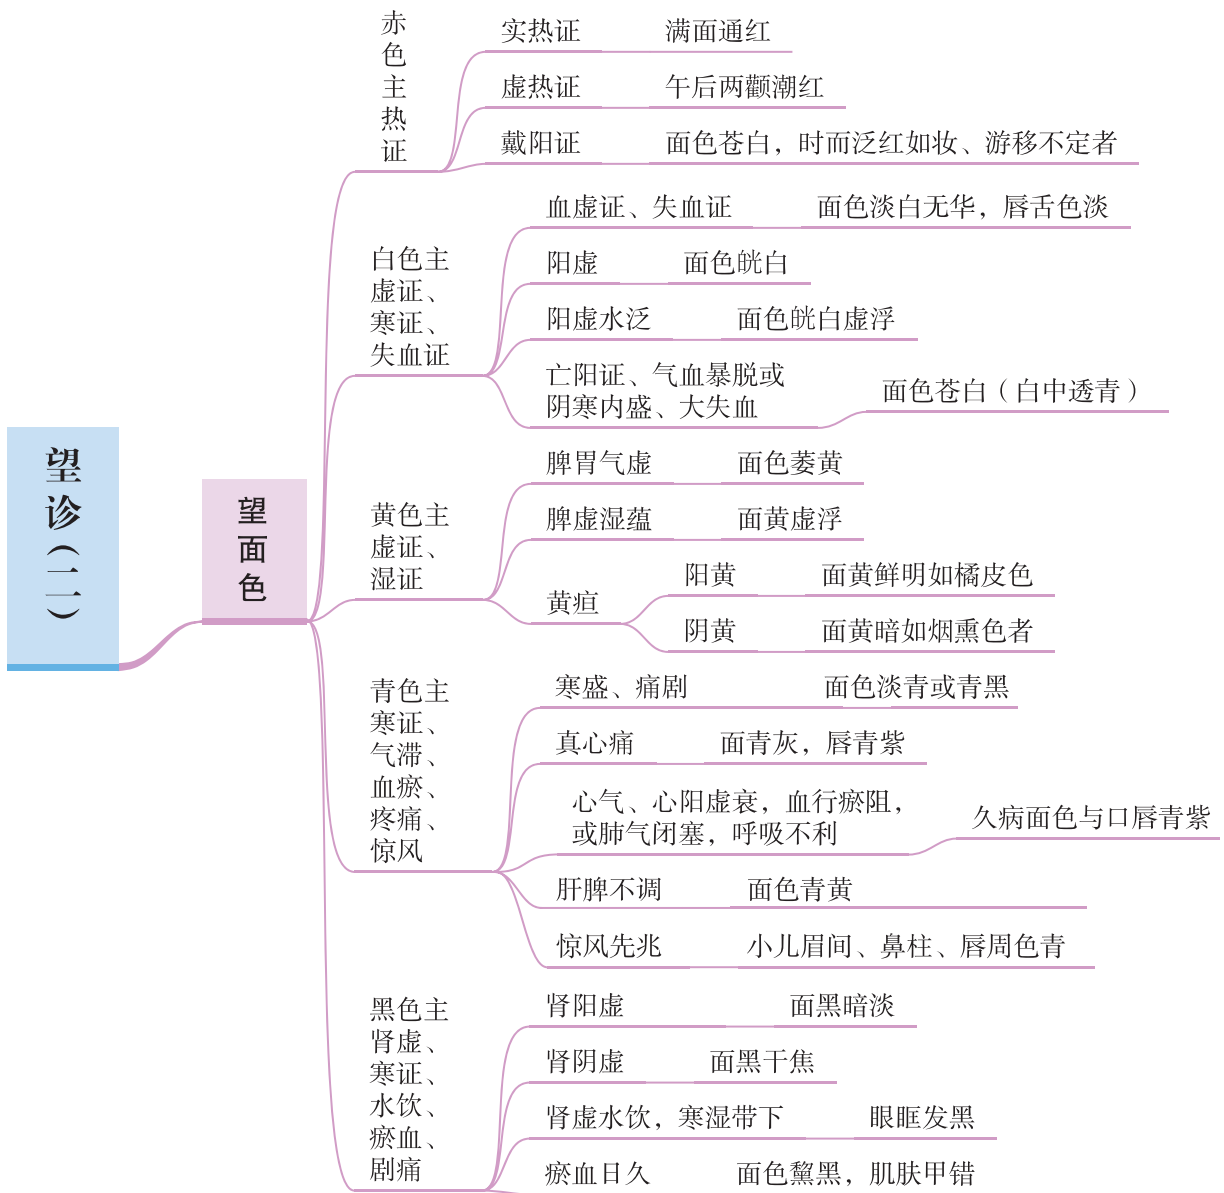 望诊（二）
望面色
赤色主热证
实热证
满面通红
虚热证
午后两颧潮红
戴阳证
面色苍白，时而泛红如妆、游移不定者
白色主
虚证、
寒证、
失血证
血虚证、失血证
面色淡白无华，唇舌色淡
阳虚
面色㿠白
阳虚水泛
面色㿠白虚浮
亡阳证、气血暴脱或
阴寒内盛、大失血
面色苍白（白中透青）
黄色主
虚证、
湿证
脾胃气虚
面色萎黄
脾虚湿蕴
面黄虚浮
黄疸
阳黄
面黄鲜明如橘皮色
阴黄
面黄暗如烟熏色者
青色主
寒证、
气滞、
血瘀、
疼痛、
惊风
寒盛、痛剧
面色淡青或青黑
真心痛
面青灰，唇青紫
心气、心阳虚衰，血行瘀阻，
或肺气闭塞，呼吸不利
久病面色与口唇青紫
肝脾不调
面色青黄
惊风先兆
小儿眉间、鼻柱、唇周色青
黑色主
肾虚、
寒证、
水饮、
瘀血、
剧痛
肾阳虚
面黑暗淡
肾阴虚
面黑干焦
肾虚水饮，寒湿带下
眼眶发黑
瘀血日久
面色黧黑，肌肤甲错